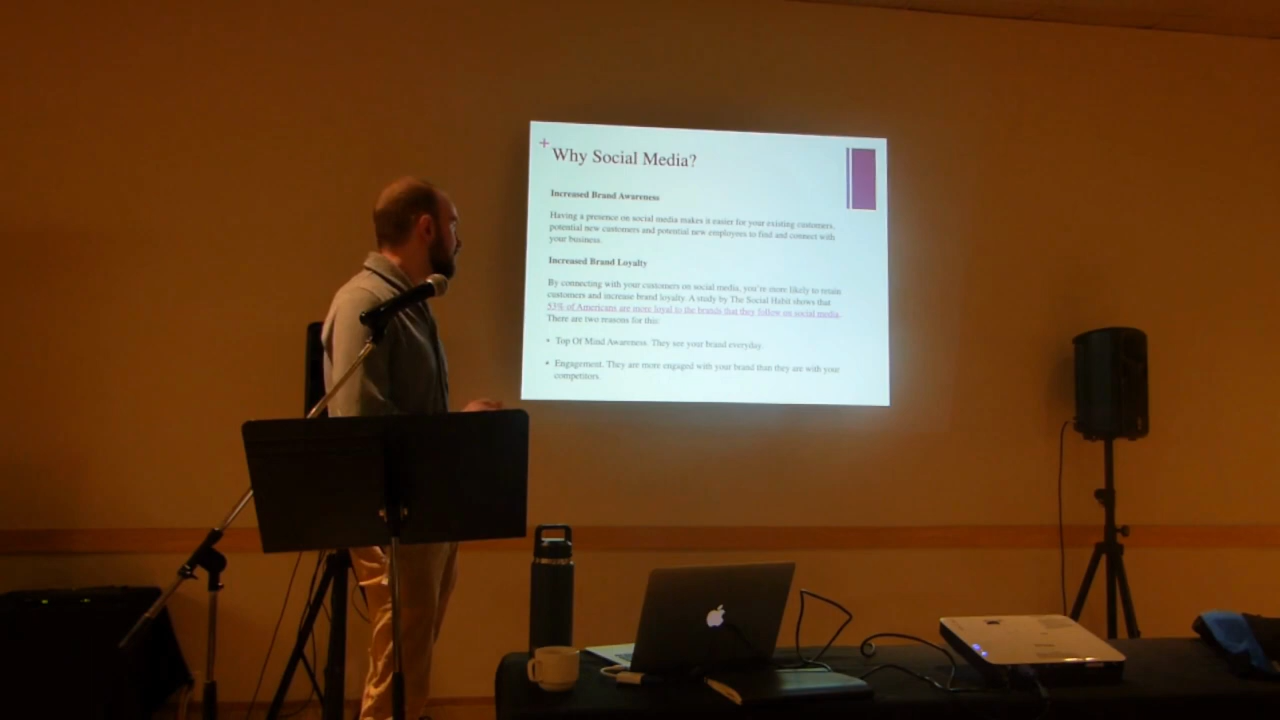 +
Why Social Media?
Increased Brand Awareness
Having a presence on social media makes it easier for your existing customers,
potential new customers and potential new employees to find and connect with
your business.
Increased Brand Loyalty
By connecting with your customers on social media, you're more likely to retain
customers and increase brand loyalty. A study by The Social Habit shows that
53% of Americans are more loyal to the brands that they follow on social media.
There are two reasons for this:
• Top Of Mind Awareness. They see your brand everyday.
• Engagement. They are more engaged with your brand than they are with your
competitors.